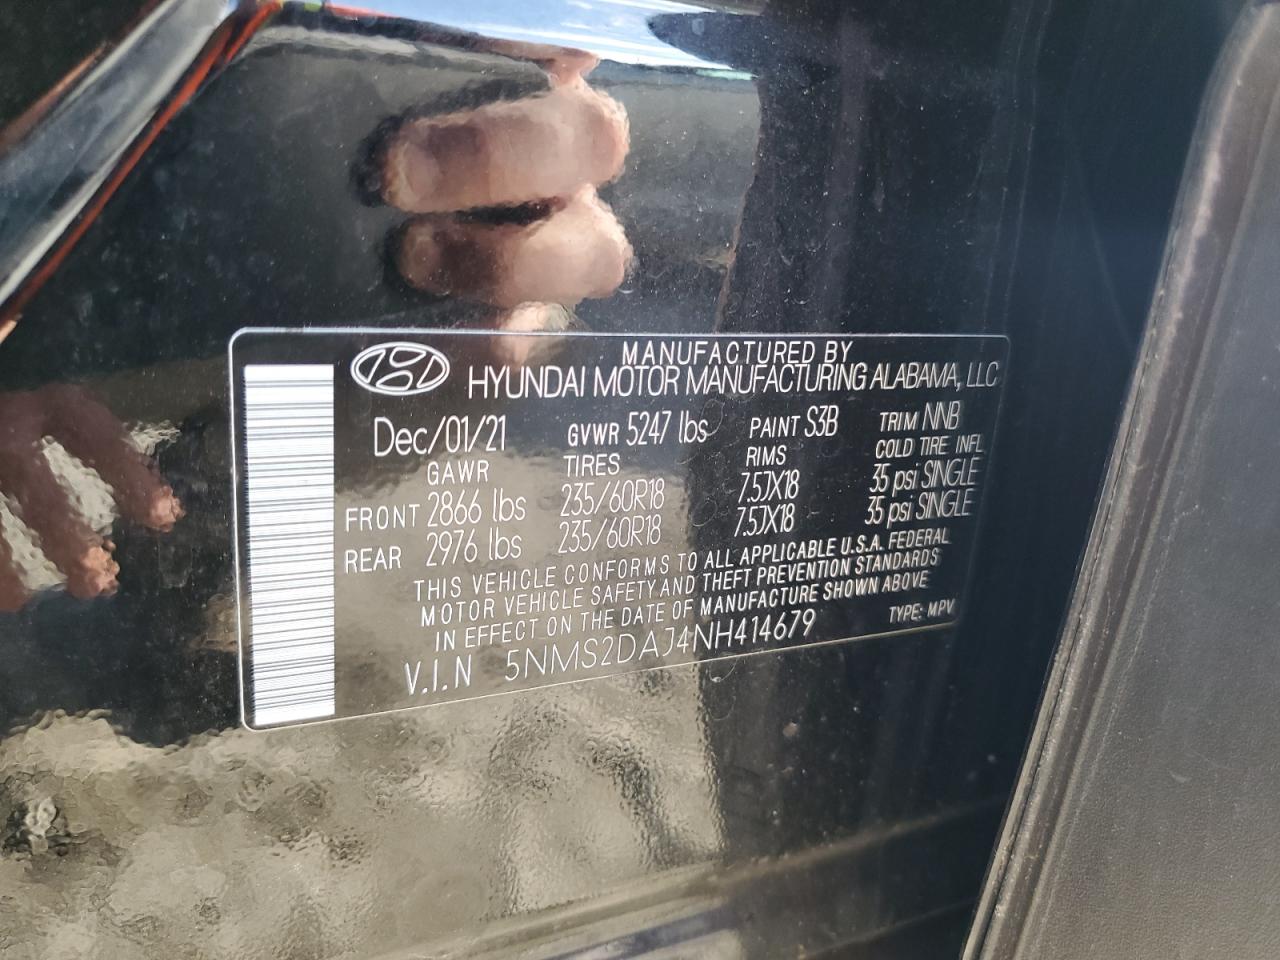 MANUFACTURED BY
HYUNDAI MOTOR MANUFACTURING ALABAMA, LLC
Dec/01/21 GVWR 5247 lbs PAINT S3B TRIM NNB
GAWR TIRES RIMS COLD TIRE INFL
FRONT 2866 lbs 235/60R18 7.5JX18 35 psi SINGLE
REAR 2976 lbs 235/60R18 7.5JX18 35 psi SINGLE
THIS VEHICLE CONFORMS TO ALL APPLICABLE U.S.A. FEDERAL
MOTOR VEHICLE SAFETY AND THEFT PREVENTION STANDARDS
IN EFFECT ON THE DATE OF MANUFACTURE SHOWN ABOVE
V.I.N 5NMS2DAJ4NH414679 TYPE: MPV